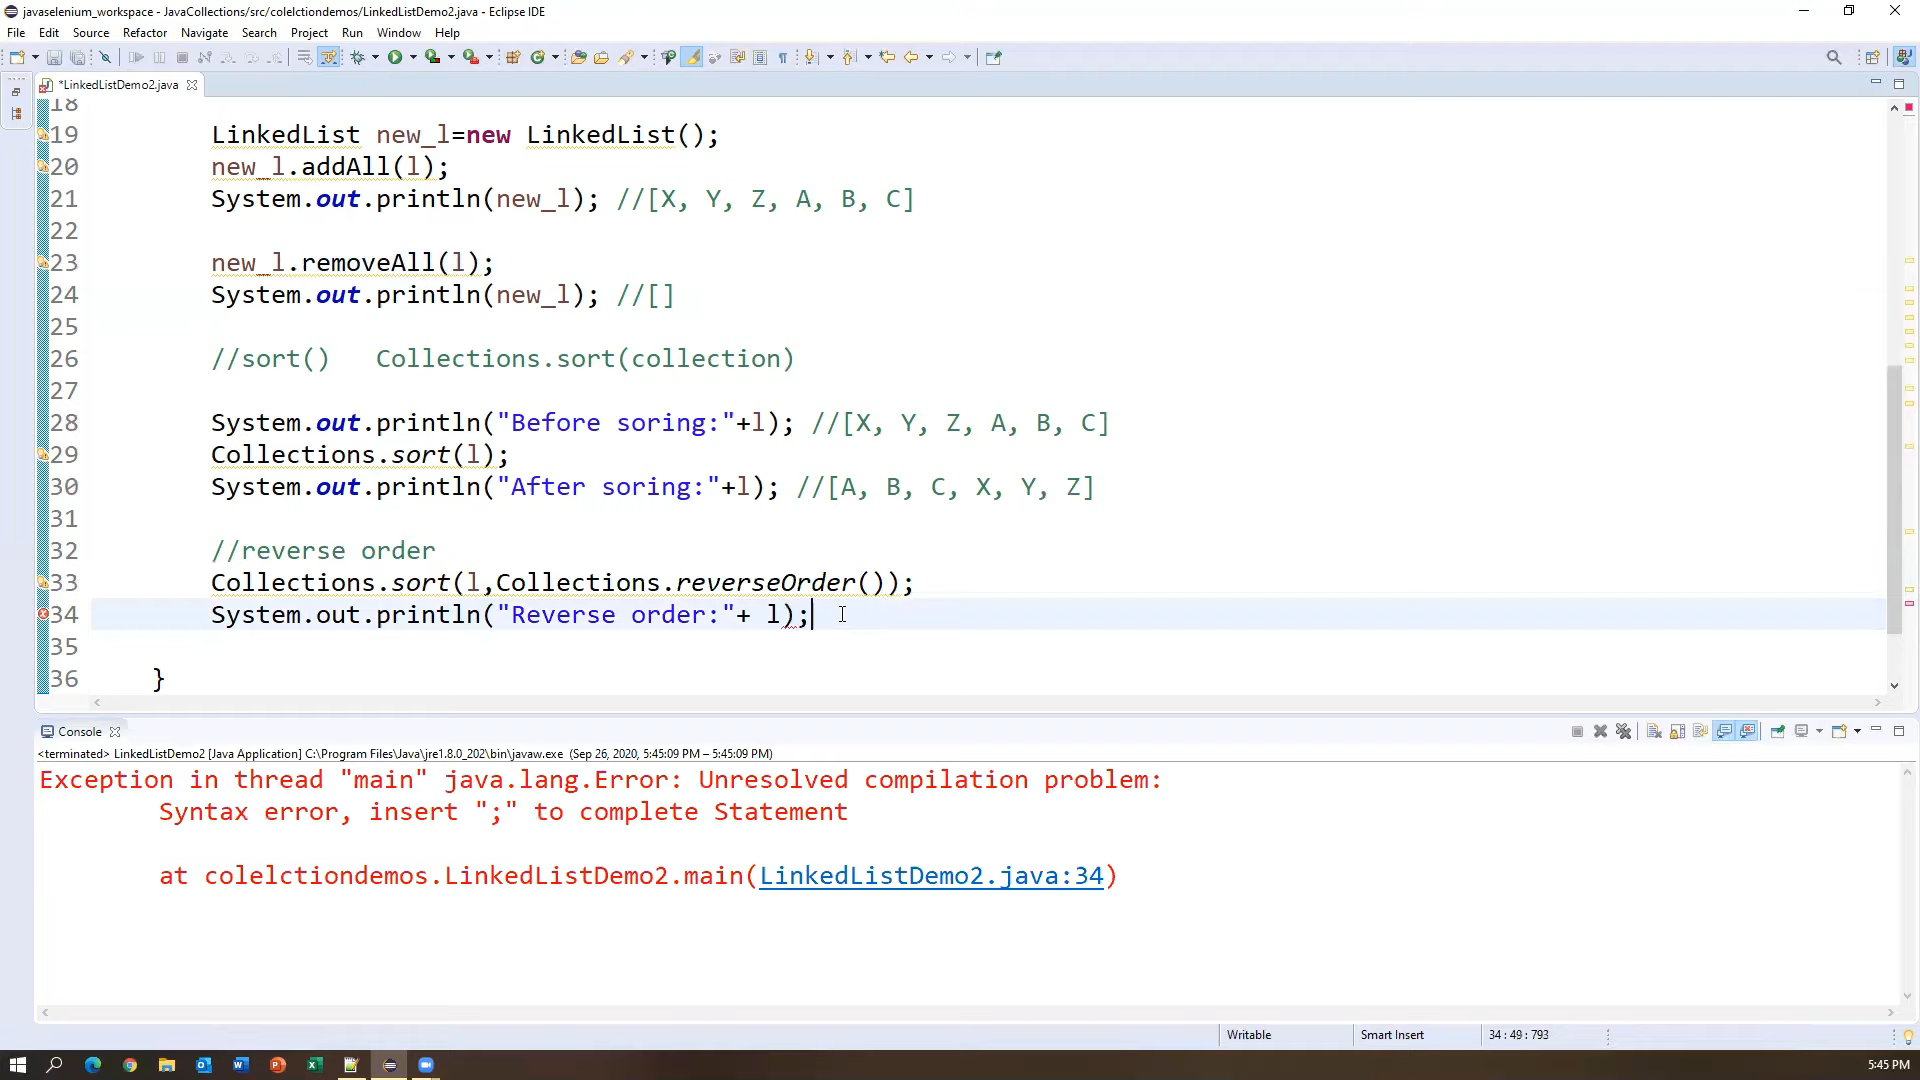 javaselenium_workspace - JavaCollections/src/colelctiondemos/LinkedListDemo2.java - Eclipse IDE
File Edit Source Refactor Navigate Search Project Run Window Help
*LinkedListDemo2.java
18
19 LinkedList new_l=new LinkedList();
20 new_l.addAll(l);
21 System.out.println(new_l); //[X, Y, Z, A, B, C]
22
23 new_l.removeAll(l);
24 System.out.println(new_l); //[]
25
26 //sort() Collections.sort(collection)
27
28 System.out.println("Before soring:"+l); //[X, Y, Z, A, B, C]
29 Collections.sort(l);
30 System.out.println("After soring:"+l); //[A, B, C, X, Y, Z]
31
32 //reverse order
33 Collections.sort(l,Collections.reverseOrder());
34 System.out.println("Reverse order:"+ l);
35
36 }
Console
<terminated> LinkedListDemo2 [Java Application] C:\Program Files\Java\jre1.8.0_202\bin\javaw.exe (Sep 26, 2020, 5:45:09 PM – 5:45:09 PM)
Exception in thread "main" java.lang.Error: Unresolved compilation problem:
Syntax error, insert ";" to complete Statement
at colelctiondemos.LinkedListDemo2.main(LinkedListDemo2.java:34)
Writable Smart Insert 34 : 49 : 793
5:45 PM